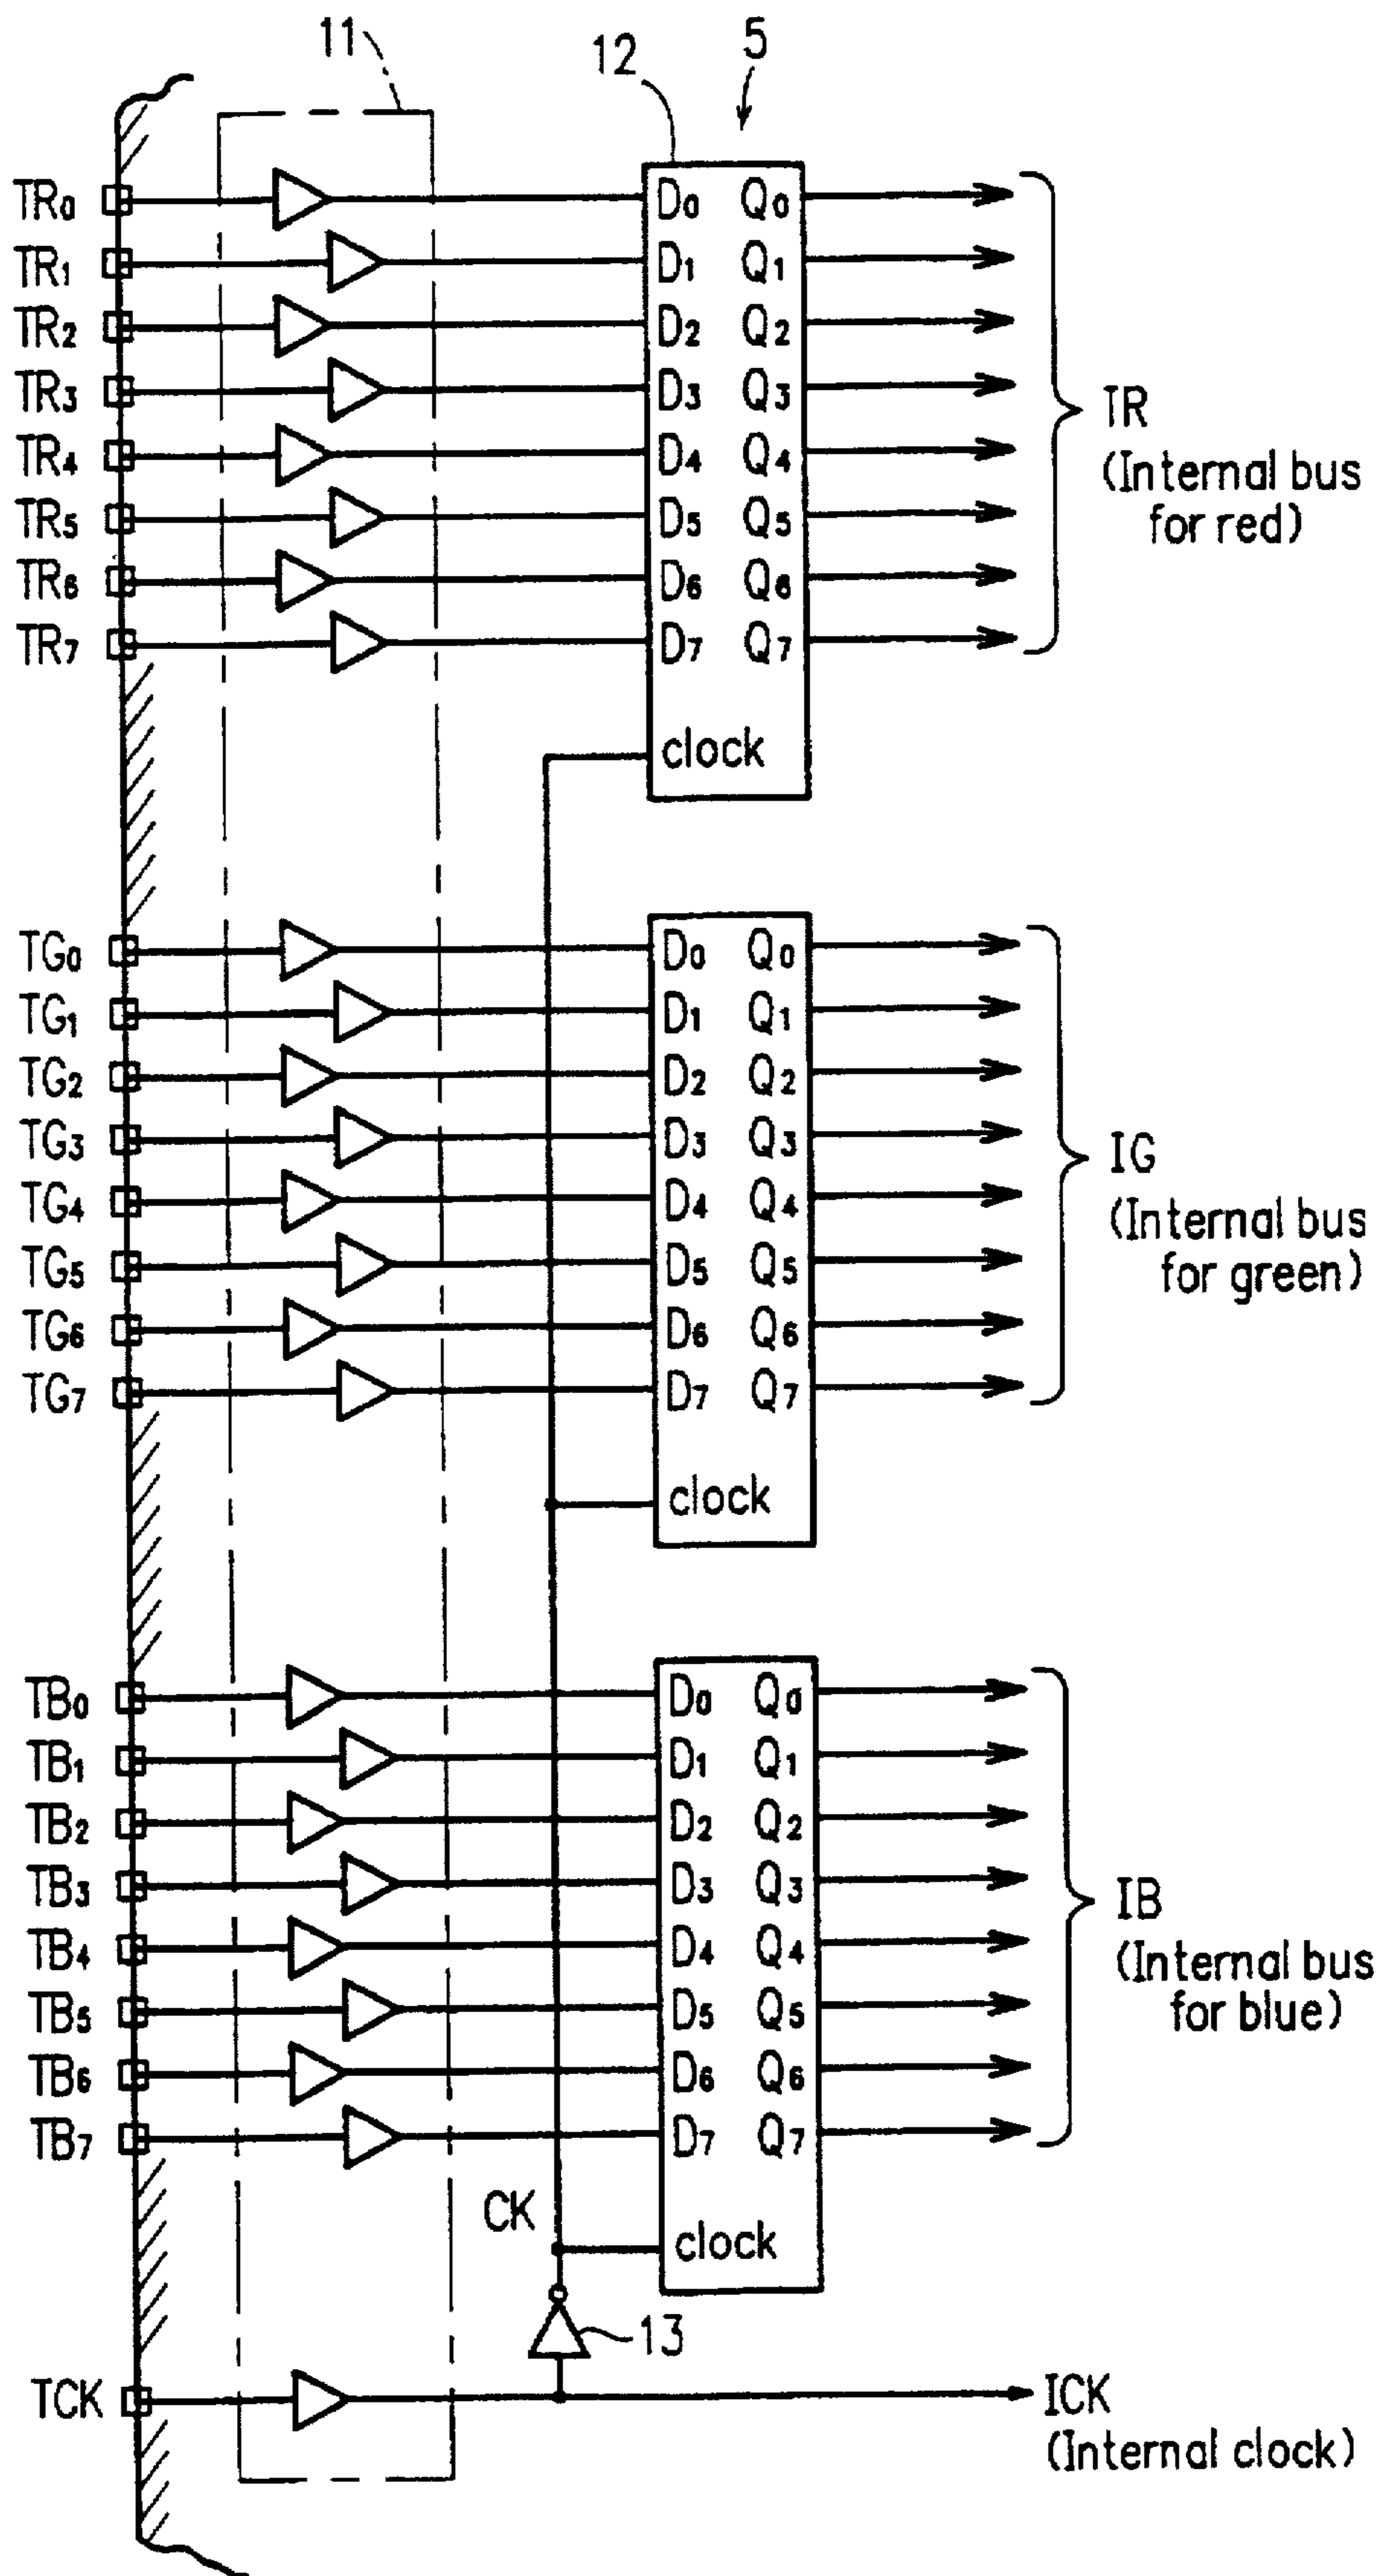 11
12
5
TR0
D0 Q0
TR1
D1 Q1
TR2
D2 Q2
TR3
D3 Q3
TR4
D4 Q4
TR5
D5 Q5
TR6
D6 Q6
TR7
D7 Q7
clock
IR
(Internal bus
for red)
TG0
D0 Q0
TG1
D1 Q1
TG2
D2 Q2
TG3
D3 Q3
TG4
D4 Q4
TG5
D5 Q5
TG6
D6 Q6
TG7
D7 Q7
clock
IG
(Internal bus
for green)
TB0
D0 Q0
TB1
D1 Q1
TB2
D2 Q2
TB3
D3 Q3
TB4
D4 Q4
TB5
D5 Q5
TB6
D6 Q6
TB7
D7 Q7
CK
clock
IB
(Internal bus
for blue)
13
TCK
ICK
(Internal clock)